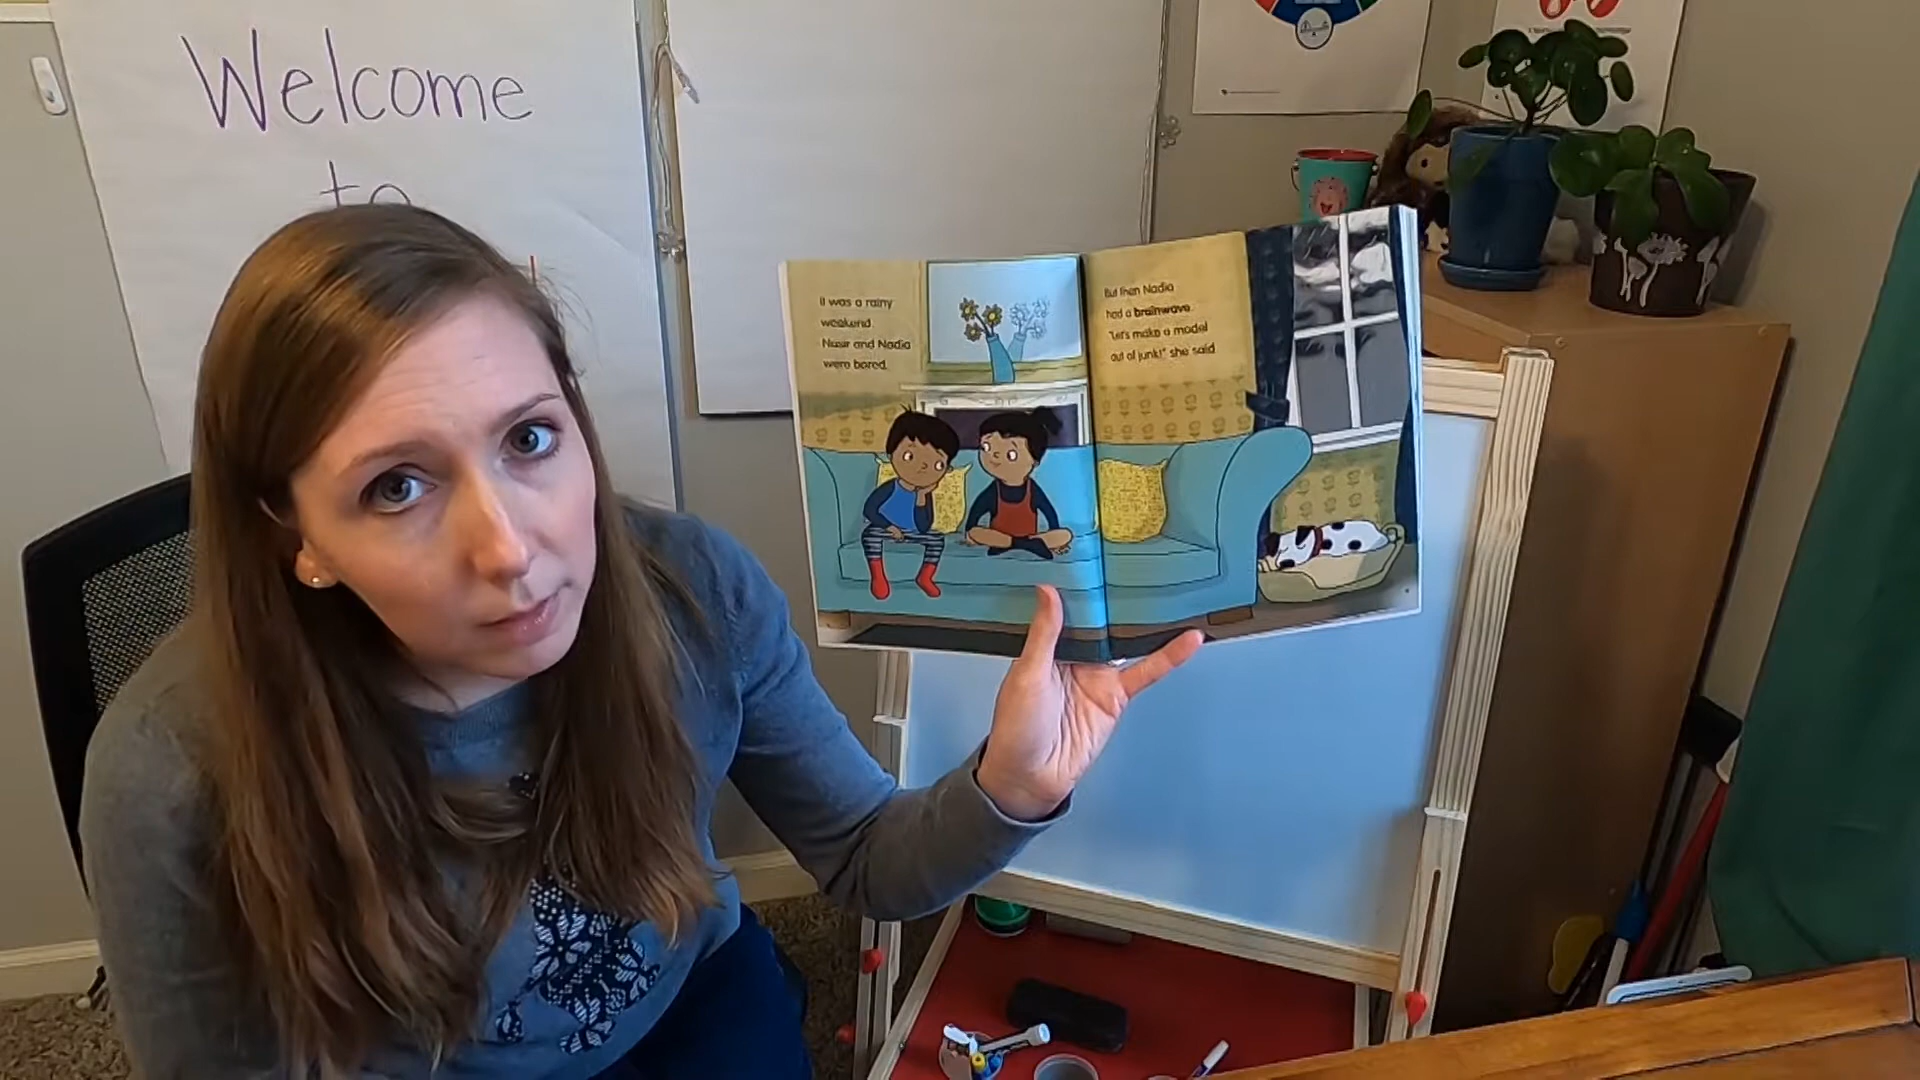 Welcome
to
It was a rainy
weekend.
Nasir and Nadia
were bored.
But then Nadia
had a brainwave.
"Let's make a model
out of junk!" she said